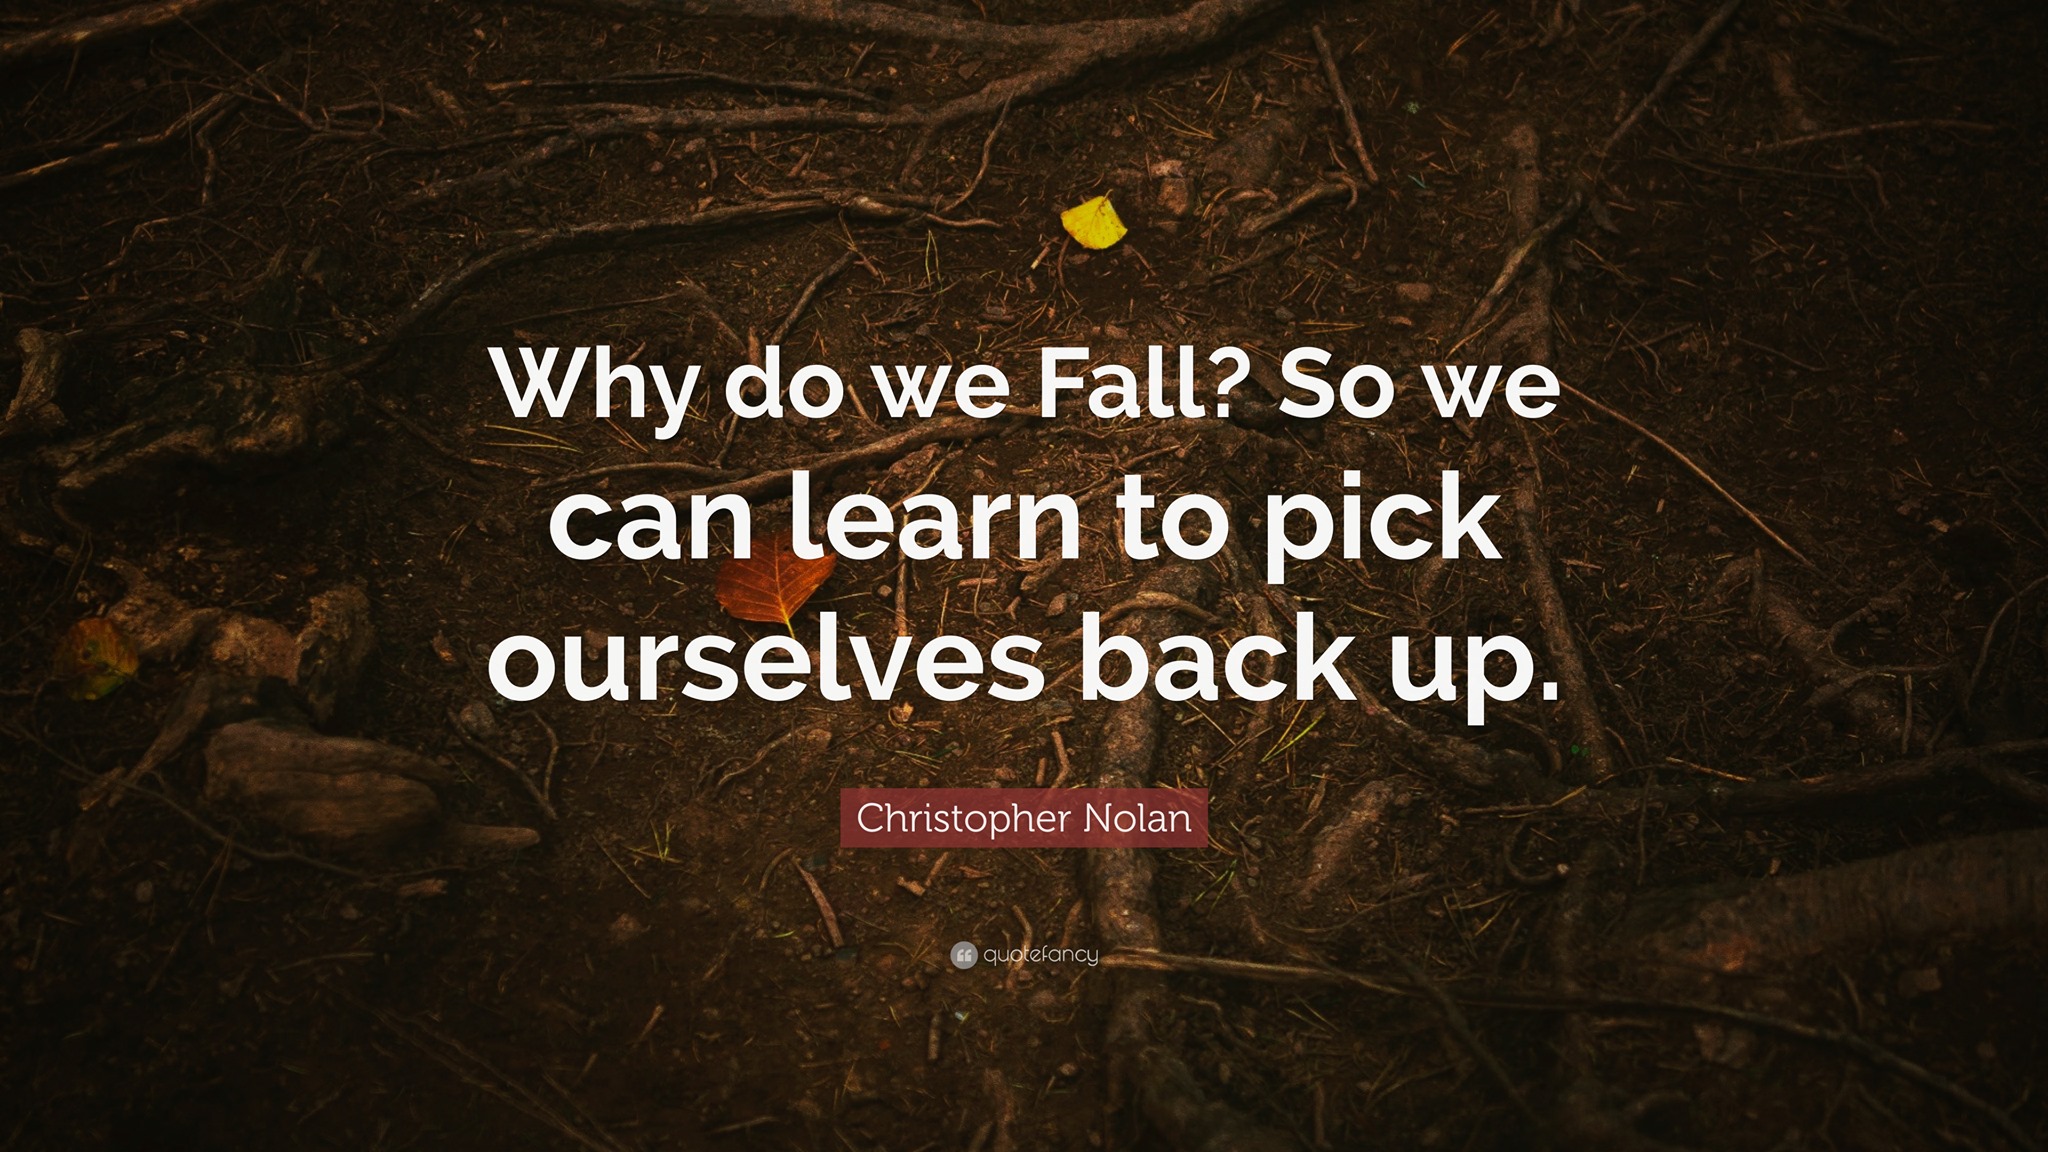 Why do we Fall? So we
can learn to pick
ourselves back up.
Christopher Nolan
quotefancy